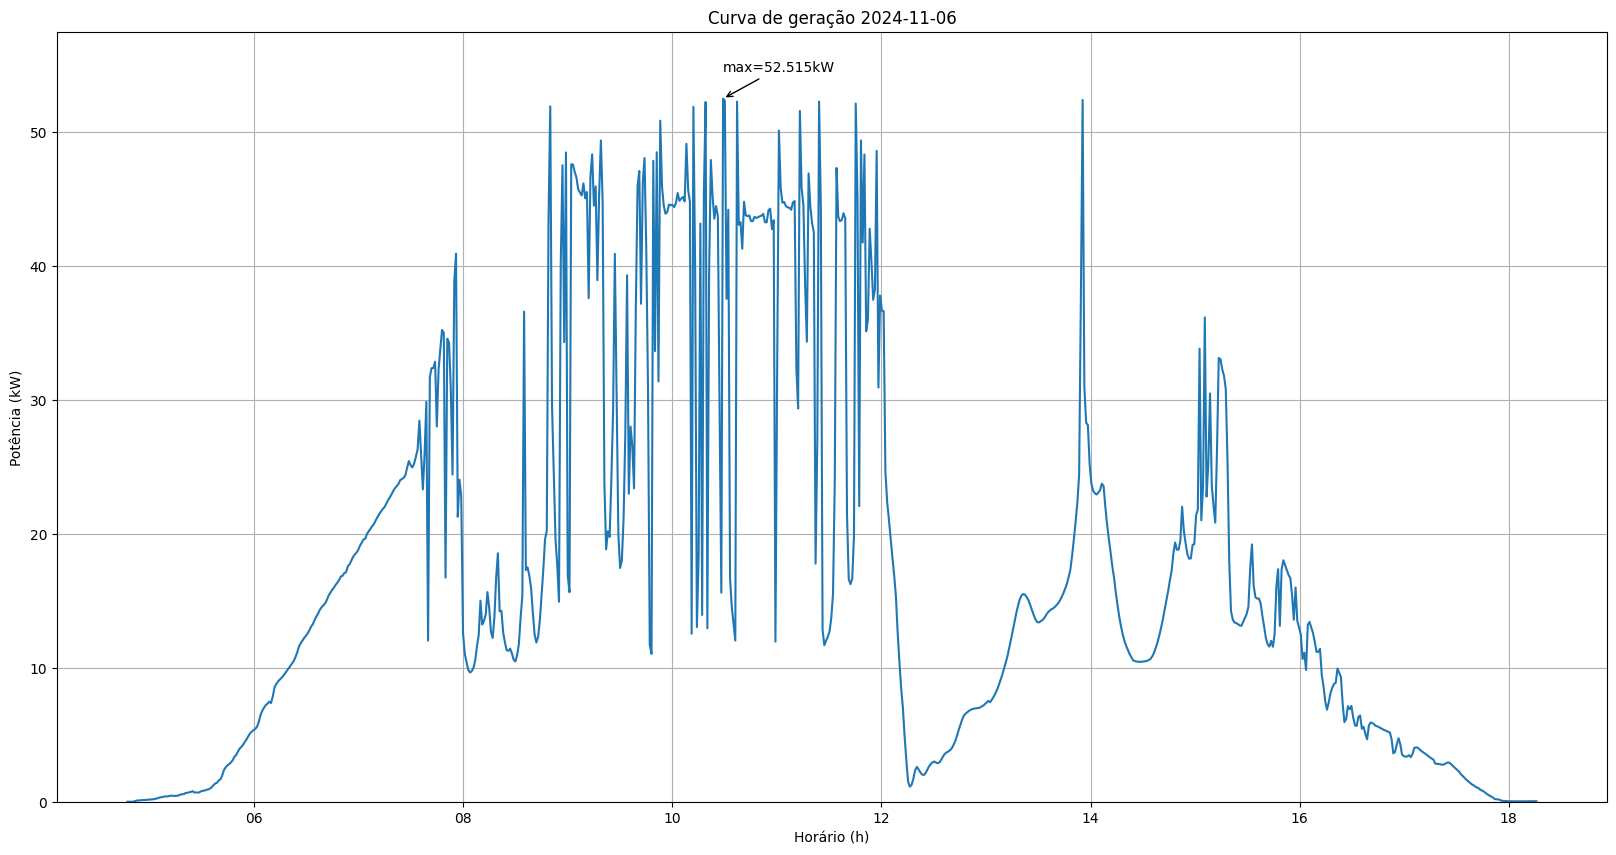 Curva de geração 2024-11-06
max=52.515kW
50
40
30
20
10
0
Potência (kW)
06 08 10 12 14 16 18
Horário (h)